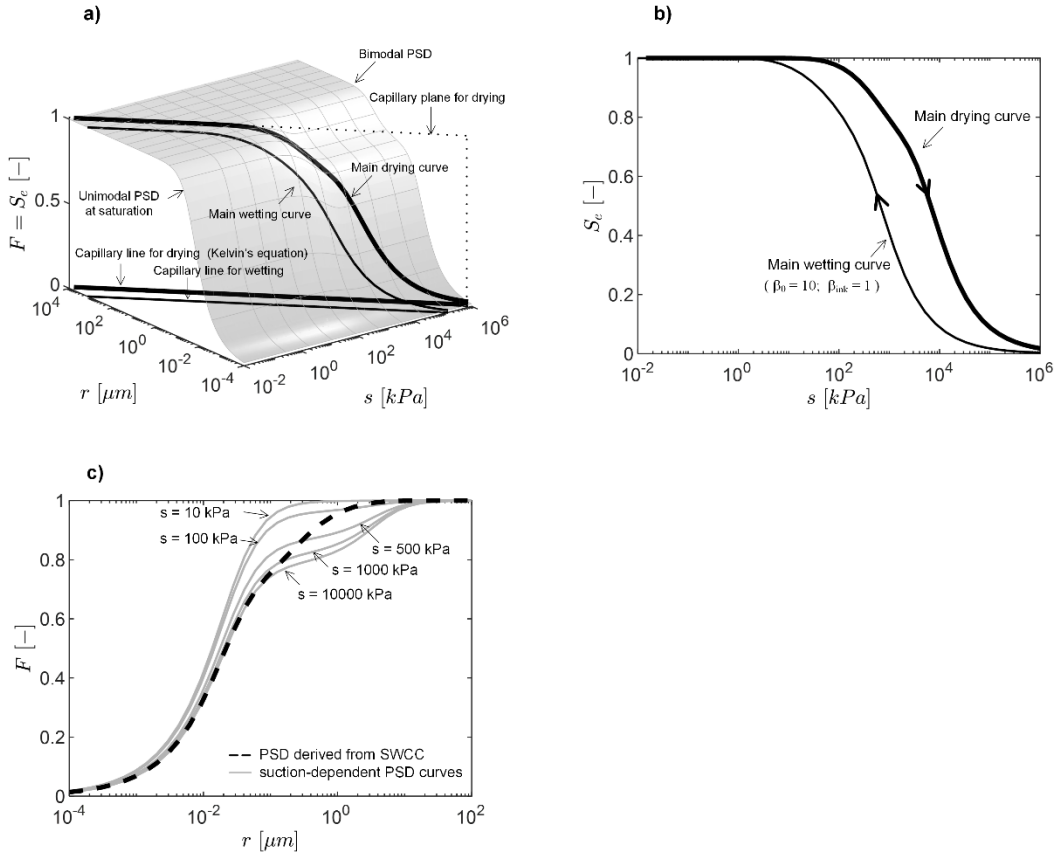 a)
Bimodal PSD
Capillary plane for drying
Main drying curve
Unimodal PSD
at saturation
Main wetting curve
Capillary line for drying (Kelvin's equation)
Capillary line for wetting
F = S_e [−]
1
0.5
0
10^4
10^2
10^0
10^-2
10^-4
r [μm]
10^-2
10^0
10^2
10^4
10^6
s [kPa]
b)
1
0.8
0.6
0.4
0.2
0
S_e [−]
Main drying curve
Main wetting curve
( β_0 = 10; β_ink = 1 )
10^-2
10^0
10^2
10^4
10^6
s [kPa]
c)
1
0.8
0.6
0.4
0.2
0
F [−]
s = 10 kPa
s = 100 kPa
s = 500 kPa
s = 1000 kPa
s = 10000 kPa
PSD derived from SWCC
suction-dependent PSD curves
10^-4
10^-2
10^0
10^2
r [μm]